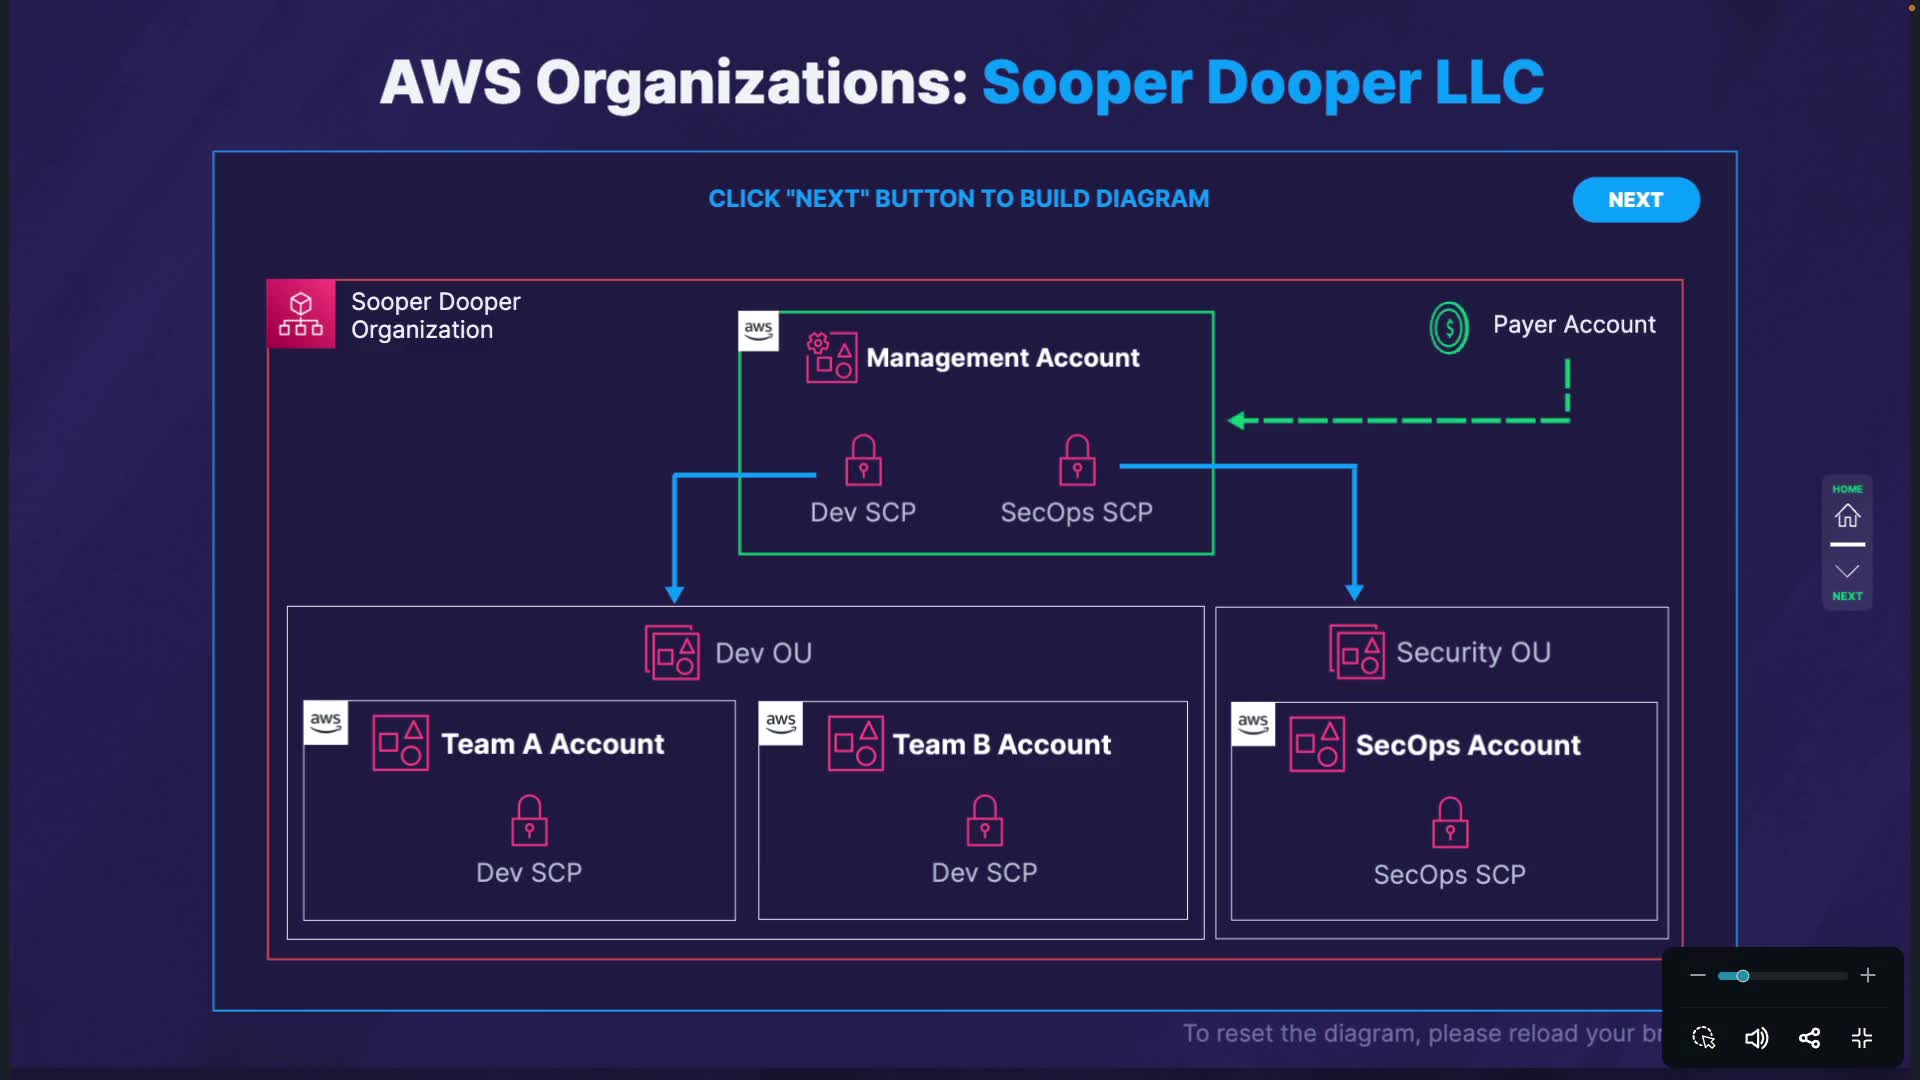 AWS Organizations: Sooper Dooper LLC
CLICK "NEXT" BUTTON TO BUILD DIAGRAM
NEXT
Sooper Dooper
Organization
aws
Management Account
$
Payer Account
Dev SCP
SecOps SCP
HOME
NEXT
Dev OU
Security OU
aws
Team A Account
aws
Team B Account
aws
SecOps Account
Dev SCP
Dev SCP
SecOps SCP
To reset the diagram, please reload your br